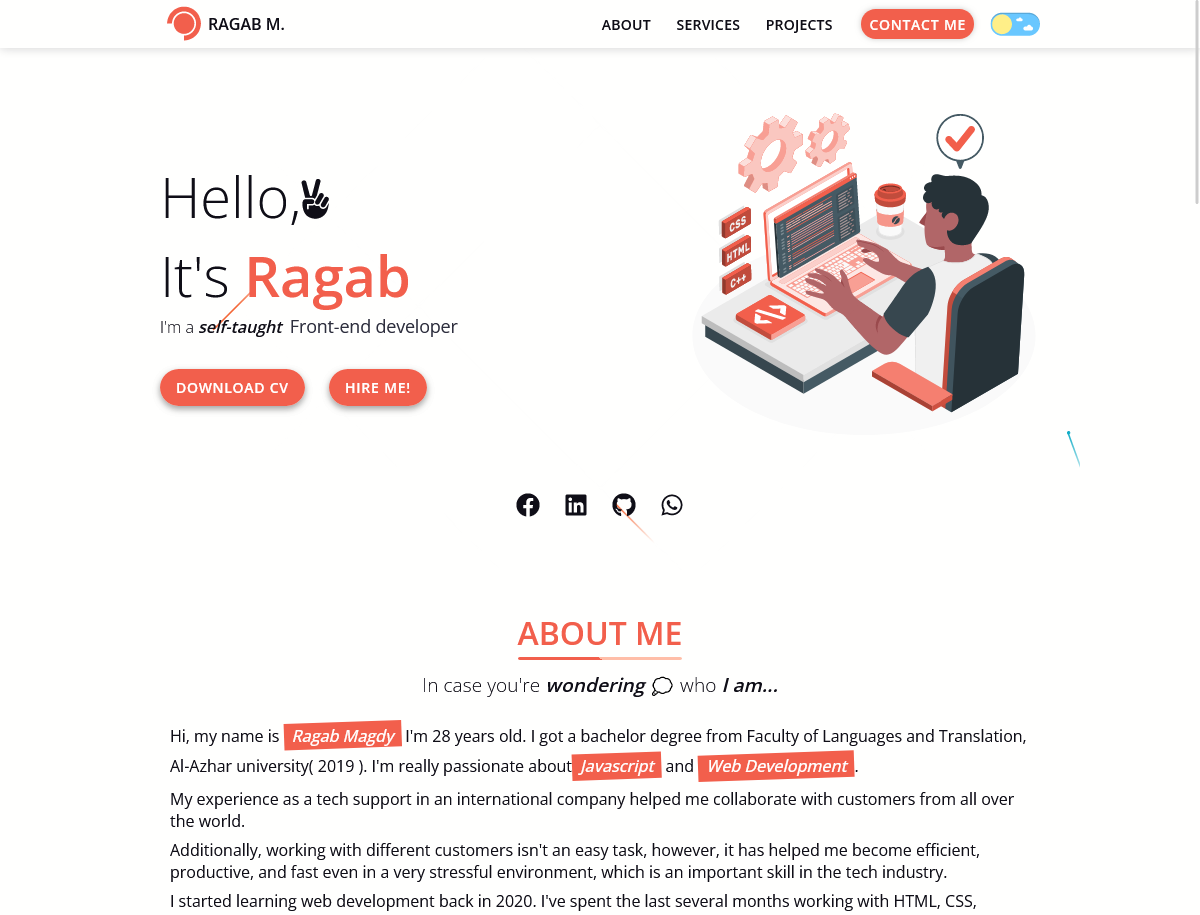 RAGAB M.
ABOUT
SERVICES
PROJECTS
CONTACT ME
Hello,
It's Ragab
I'm a self-taught Front-end developer
DOWNLOAD CV
HIRE ME!
CSS
HTML
C++
ABOUT ME
In case you're wondering who I am...
Hi, my name is Ragab Magdy I'm 28 years old. I got a bachelor degree from Faculty of Languages and Translation,
Al-Azhar university( 2019 ). I'm really passionate about Javascript and Web Development .
My experience as a tech support in an international company helped me collaborate with customers from all over
the world.
Additionally, working with different customers isn't an easy task, however, it has helped me become efficient,
productive, and fast even in a very stressful environment, which is an important skill in the tech industry.
I started learning web development back in 2020. I've spent the last several months working with HTML, CSS,